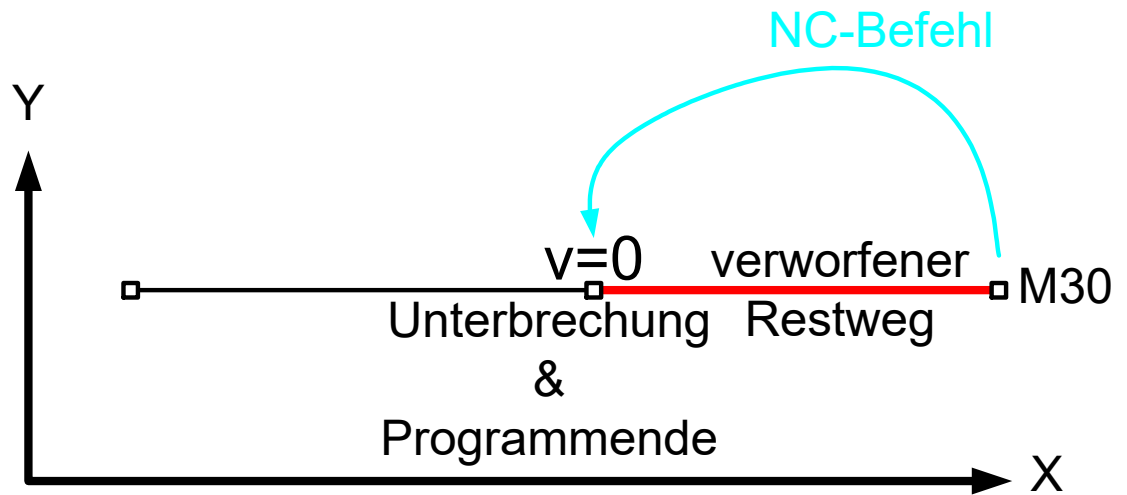 NC-Befehl
Y
v=0
verworfener
M30
Unterbrechung
Restweg
&
Programmende
X